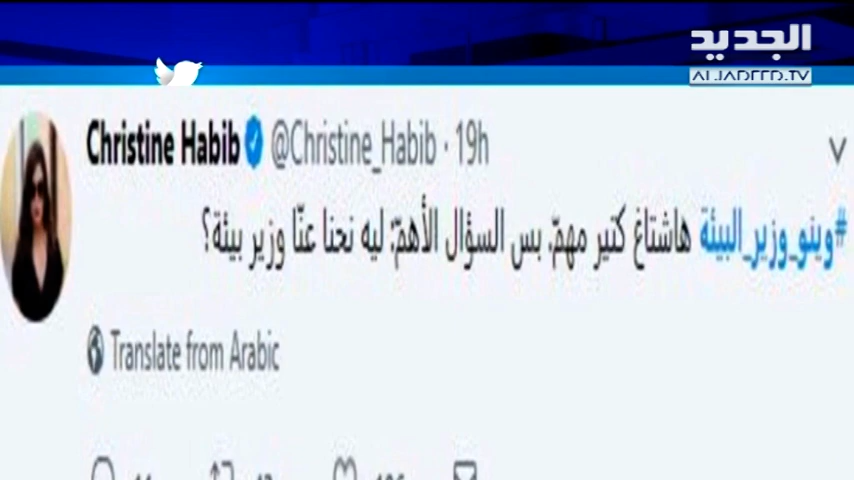 الجديد
ALJADEED.TV
Christine Habib @Christine_Habib · 19h
#وينو_وزير_البيئة هاشتاغ كتير مهمّ. بس السؤال الأهمّ: ليه نحنا عنّا وزير بيئة؟
Translate from Arabic